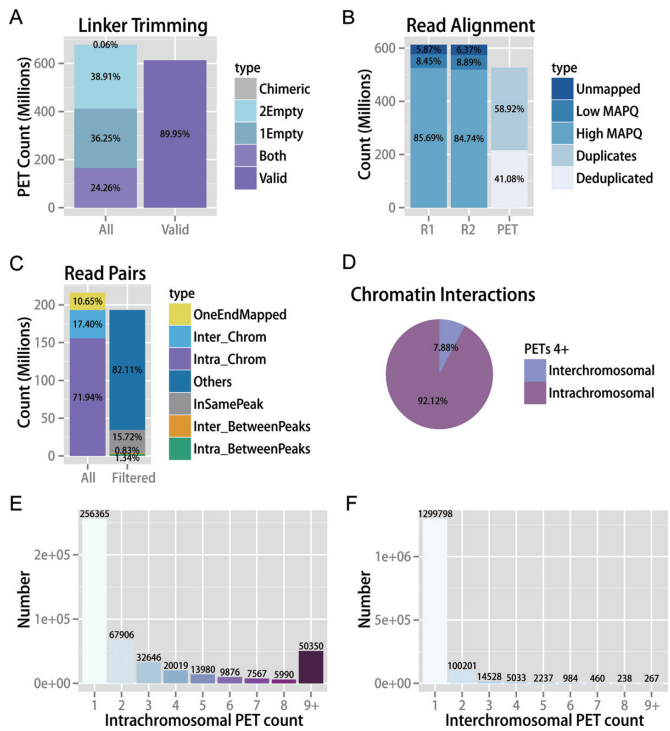 A
Linker Trimming
PET Count (Millions)
600
400
200
0
0.06%
38.91%
36.25%
24.26%
89.95%
All
Valid
type
Chimeric
2Empty
1Empty
Both
Valid
B
Read Alignment
Count (Millions)
600
400
200
0
5.87%
8.45%
85.69%
6.37%
8.89%
84.74%
58.92%
41.08%
R1
R2
PET
type
Unmapped
Low MAPQ
High MAPQ
Duplicates
Deduplicated
C
Read Pairs
Count (Millions)
200
150
100
50
0
10.65%
17.40%
71.94%
82.11%
15.72%
0.83%
1.34%
All
Filtered
type
OneEndMapped
Inter_Chrom
Intra_Chrom
Others
InSamePeak
Inter_BetweenPeaks
Intra_BetweenPeaks
D
Chromatin Interactions
7.88%
92.12%
PETs 4+
Interchromosomal
Intrachromosomal
E
Number
2e+05
1e+05
0e+00
256365
67906
32646
20019
13980
9876
7567
5990
50350
1 2 3 4 5 6 7 8 9+
Intrachromosomal PET count
F
Number
1e+06
5e+05
0e+00
1299798
100201
14528
5033
2237
984
460
238
267
1 2 3 4 5 6 7 8 9+
Interchromosomal PET count